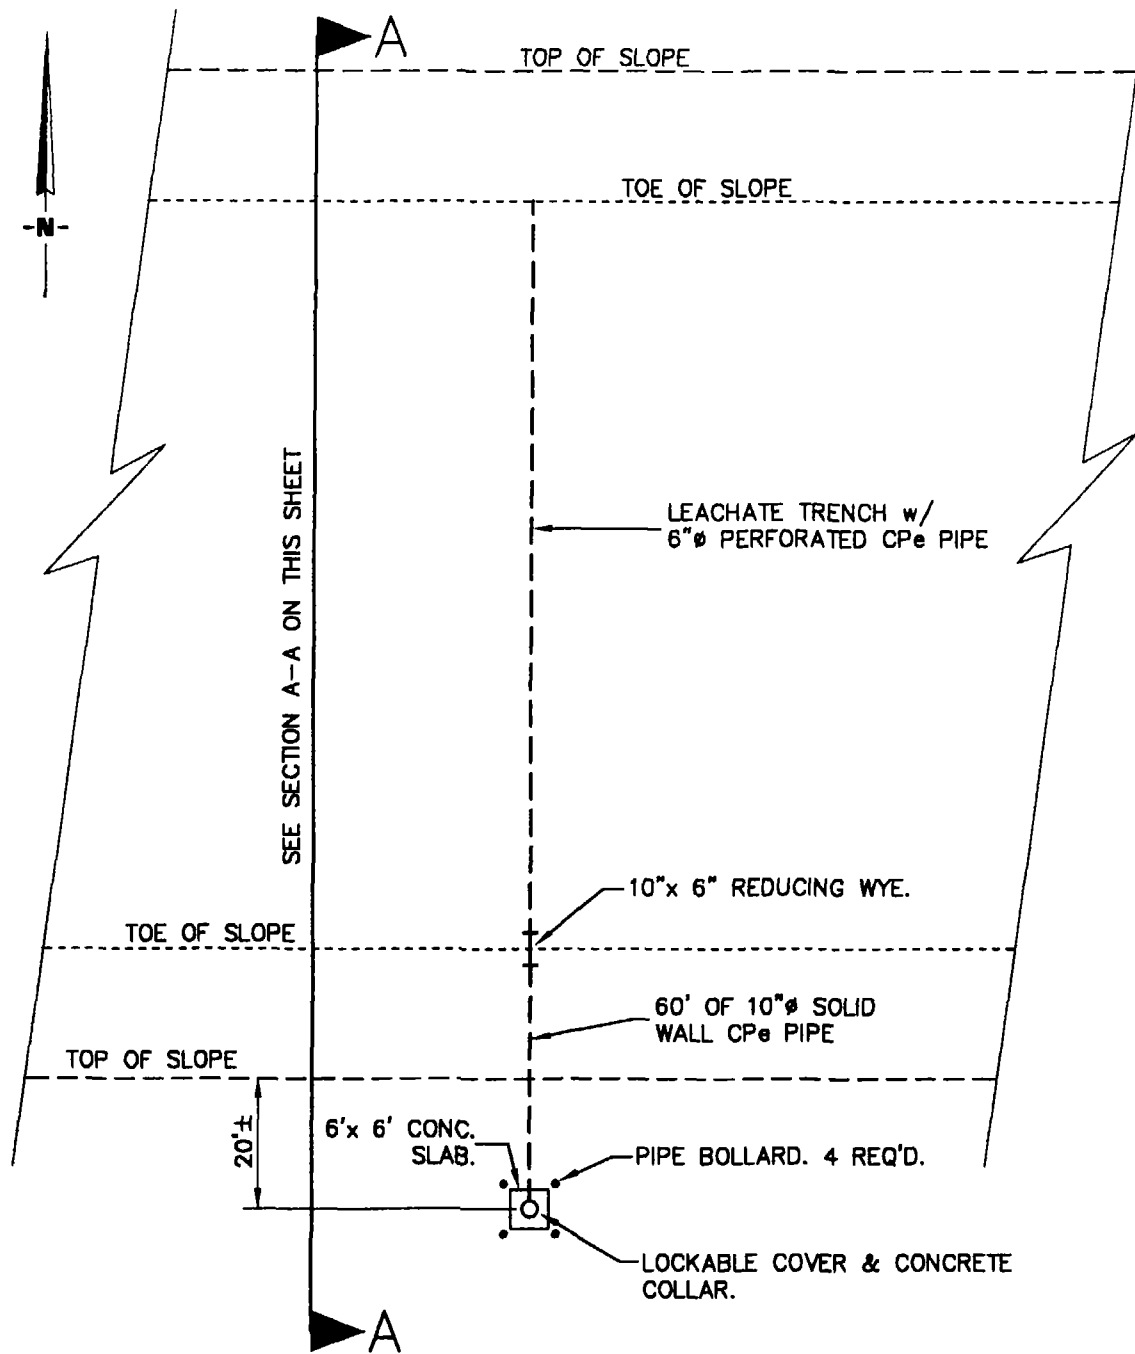 A
TOP OF SLOPE
TOE OF SLOPE
-N-
LEACHATE TRENCH w/
6"ø PERFORATED CPe PIPE
SEE SECTION A-A ON THIS SHEET
10"x 6" REDUCING WYE.
TOE OF SLOPE
60' OF 10"ø SOLID
WALL CPe PIPE
TOP OF SLOPE
20'±
6'x 6' CONC.
SLAB.
PIPE BOLLARD. 4 REQ'D.
LOCKABLE COVER & CONCRETE
COLLAR.
A